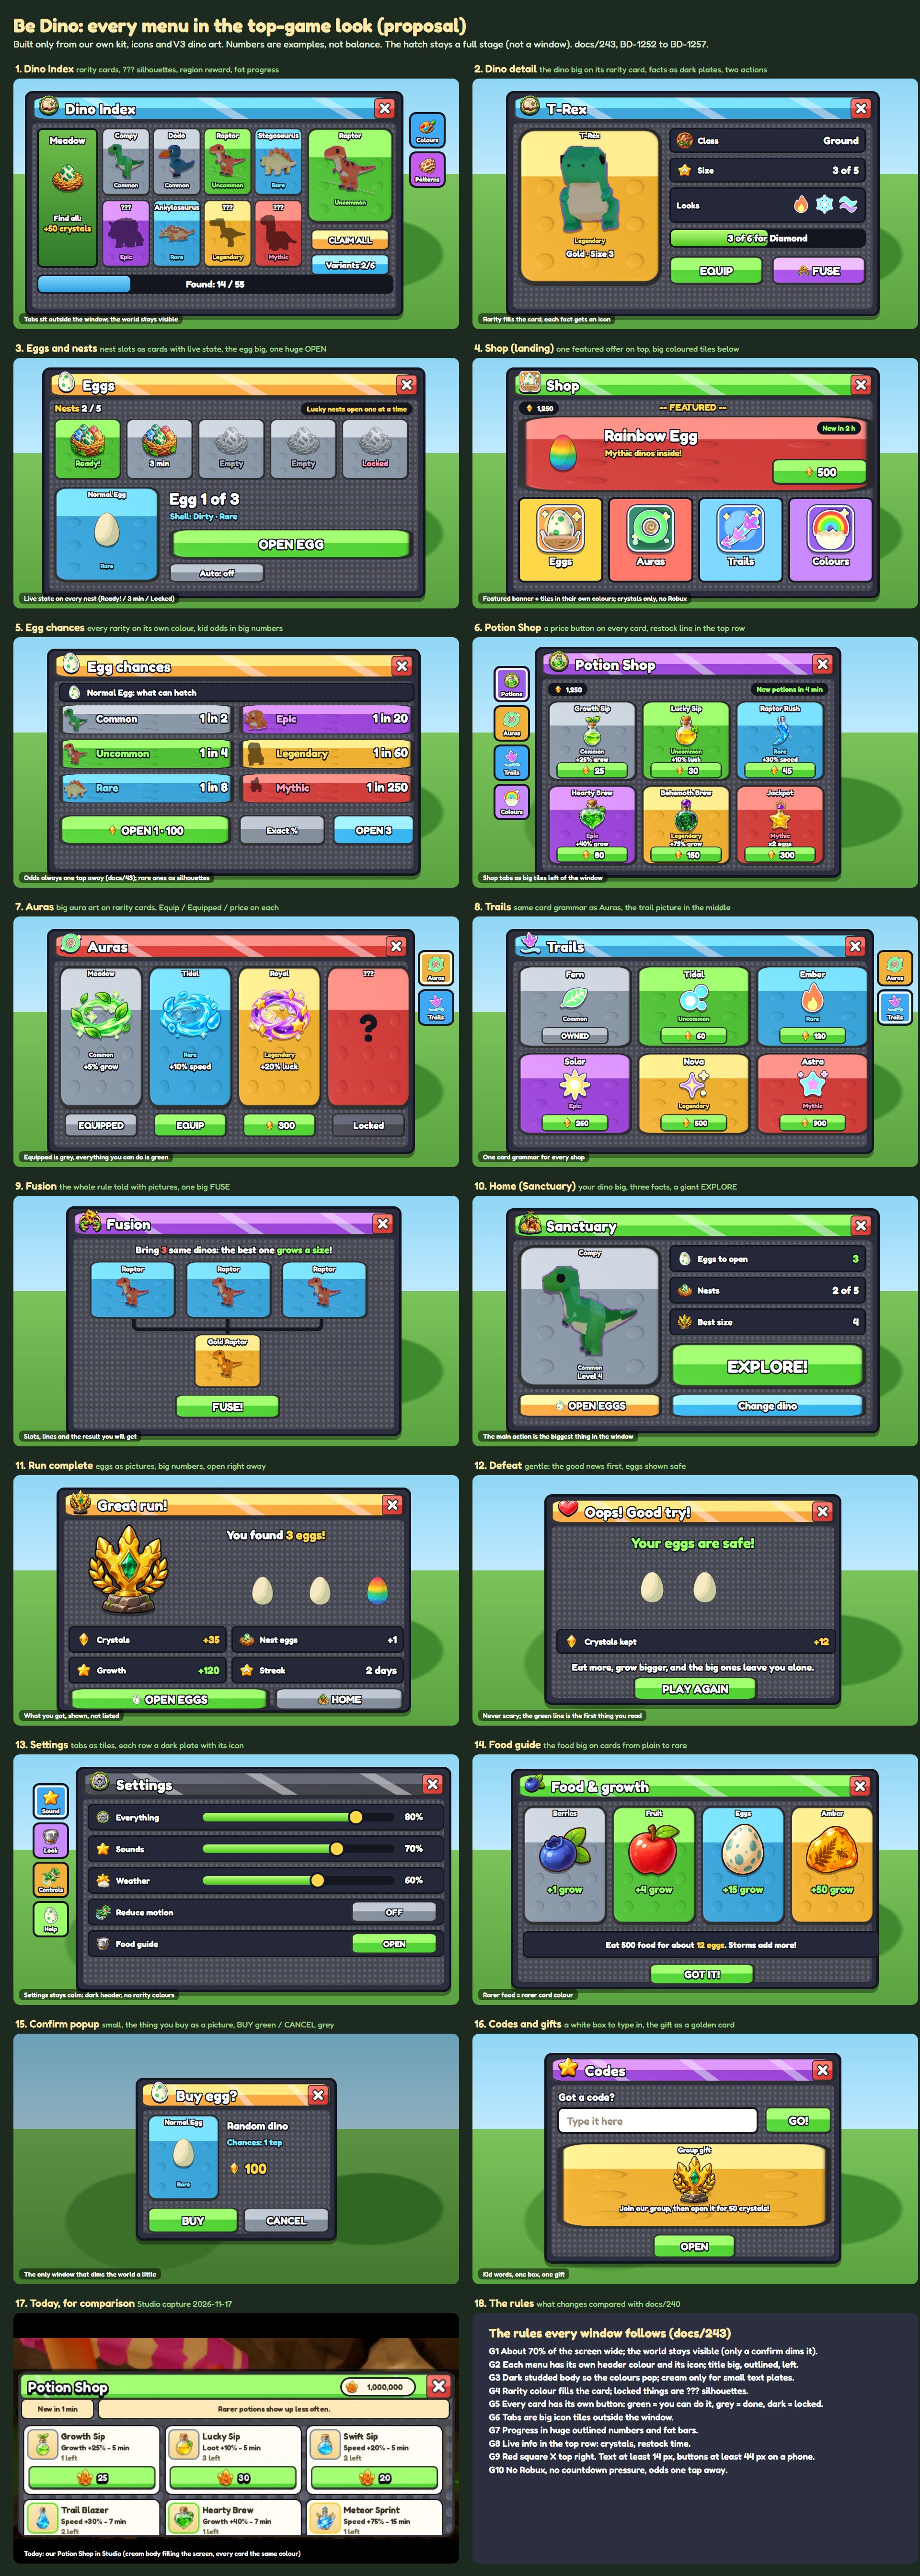 Be Dino: every menu in the top-game look (proposal)
Built only from our own kit, icons and V3 dino art. Numbers are examples, not balance. The hatch stays a full stage (not a window). docs/243, BD-1252 to BD-1257.
1. Dino Index rarity cards, ??? silhouettes, region reward, fat progress
Dino Index
Meadow
Find all:
+50 crystals
Compy
Common
Dodo
Common
Raptor
Uncommon
Stegosaurus
Rare
???
Epic
Ankylosaurus
Rare
???
Legendary
???
Mythic
Raptor
Uncommon
CLAIM ALL
Variants 2/6
Found: 14 / 55
Colours
Patterns
Tabs sit outside the window; the world stays visible
2. Dino detail the dino big on its rarity card, facts as dark plates, two actions
T-Rex
T-Rex
Legendary
Gold · Size 3
Class
Ground
Size
3 of 5
Looks
3 of 6 for Diamond
EQUIP
FUSE
Rarity fills the card; each fact gets an icon
3. Eggs and nests nest slots as cards with live state, the egg big, one huge OPEN
Eggs
Nests 2 / 5
Lucky nests open one at a time
Ready!
3 min
Empty
Empty
Locked
Normal Egg
Rare
Egg 1 of 3
Shell: Dirty · Rare
OPEN EGG
Auto: off
Live state on every nest (Ready! / 3 min / Locked)
4. Shop (landing) one featured offer on top, big coloured tiles below
Shop
1,250
-- FEATURED --
Rainbow Egg
Mythic dinos inside!
New in 2 h
500
Eggs
Auras
Trails
Colours
Featured banner + tiles in their own colours; crystals only, no Robux
5. Egg chances every rarity on its own colour, kid odds in big numbers
Egg chances
Normal Egg: what can hatch
Common
1 in 2
Epic
1 in 20
Uncommon
1 in 4
Legendary
1 in 60
Rare
1 in 8
Mythic
1 in 250
OPEN 1 · 100
Exact %
OPEN 3
Odds always one tap away (docs/43); rare ones as silhouettes
6. Potion Shop a price button on every card, restock line in the top row
Potion Shop
Potions
Auras
Trails
Colours
1,250
New potions in 4 min
Growth Sip
Common
+25% grow
25
Lucky Sip
Uncommon
+10% luck
30
Raptor Rush
Rare
+30% speed
45
Hearty Brew
Epic
+40% grow
80
Behemoth Brew
Legendary
+75% grow
150
Jackpot
Mythic
x2 eggs
300
Shop tabs as big tiles left of the window
7. Auras big aura art on rarity cards, Equip / Equipped / price on each
Auras
Meadow
Common
+5% grow
EQUIPPED
Tidal
Rare
+10% speed
EQUIP
Royal
Legendary
+20% luck
300
???
?
Locked
Auras
Trails
Equipped is grey, everything you can do is green
8. Trails same card grammar as Auras, the trail picture in the middle
Trails
Fern
Common
OWNED
Tidal
Uncommon
60
Ember
Rare
120
Solar
Epic
250
Nova
Legendary
500
Astra
Mythic
900
Auras
Trails
One card grammar for every shop
9. Fusion the whole rule told with pictures, one big FUSE
Fusion
Bring 3 same dinos: the best one grows a size!
Raptor
Raptor
Raptor
Gold Raptor
FUSE!
Slots, lines and the result you will get
10. Home (Sanctuary) your dino big, three facts, a giant EXPLORE
Sanctuary
Compy
Common
Level 4
Eggs to open
3
Nests
2 of 5
Best size
4
EXPLORE!
OPEN EGGS
Change dino
The main action is the biggest thing in the window
11. Run complete eggs as pictures, big numbers, open right away
Great run!
You found 3 eggs!
Crystals
+35
Nest eggs
+1
Growth
+120
Streak
2 days
OPEN EGGS
HOME
What you got, shown, not listed
12. Defeat gentle: the good news first, eggs shown safe
Oops! Good try!
Your eggs are safe!
Crystals kept
+12
Eat more, grow bigger, and the big ones leave you alone.
PLAY AGAIN
Never scary; the green line is the first thing you read
13. Settings tabs as tiles, each row a dark plate with its icon
Settings
Sound
Look
Controls
Help
Everything
80%
Sounds
70%
Weather
60%
Reduce motion
OFF
Food guide
OPEN
Settings stays calm: dark header, no rarity colours
14. Food guide the food big on cards from plain to rare
Food & growth
Berries
+1 grow
Fruit
+4 grow
Eggs
+15 grow
Amber
+50 grow
Eat 500 food for about 12 eggs. Storms add more!
GOT IT!
Rarer food = rarer card colour
15. Confirm popup small, the thing you buy as a picture, BUY green / CANCEL grey
Buy egg?
Normal Egg
Rare
Random dino
Chances: 1 tap
100
BUY
CANCEL
The only window that dims the world a little
16. Codes and gifts a white box to type in, the gift as a golden card
Codes
Got a code?
Type it here
GO!
Group gift
Join our group, then open it for 50 crystals!
OPEN
Kid words, one box, one gift
17. Today, for comparison Studio capture 2026-11-17
Potion Shop
1,000,000
New in 1 min
Rarer potions show up less often.
Growth Sip
Growth +25% - 5 min
1 left
25
Lucky Sip
Loot +10% - 5 min
3 left
30
Swift Sip
Speed +20% - 5 min
2 left
20
Trail Blazer
Speed +30% - 7 min
2 left
Hearty Brew
Growth +40% - 7 min
1 left
Meteor Sprint
Speed +75% - 15 min
1 left
Today: our Potion Shop in Studio (cream body filling the screen, every card the same colour)
18. The rules what changes compared with docs/240
The rules every window follows (docs/243)
G1 About 70% of the screen wide; the world stays visible (only a confirm dims it).
G2 Each menu has its own header colour and its icon; title big, outlined, left.
G3 Dark studded body so the colours pop; cream only for small text plates.
G4 Rarity colour fills the card; locked things are ??? silhouettes.
G5 Every card has its own button: green = you can do it, grey = done, dark = locked.
G6 Tabs are big icon tiles outside the window.
G7 Progress in huge outlined numbers and fat bars.
G8 Live info in the top row: crystals, restock time.
G9 Red square X top right. Text at least 14 px, buttons at least 44 px on a phone.
G10 No Robux, no countdown pressure, odds one tap away.